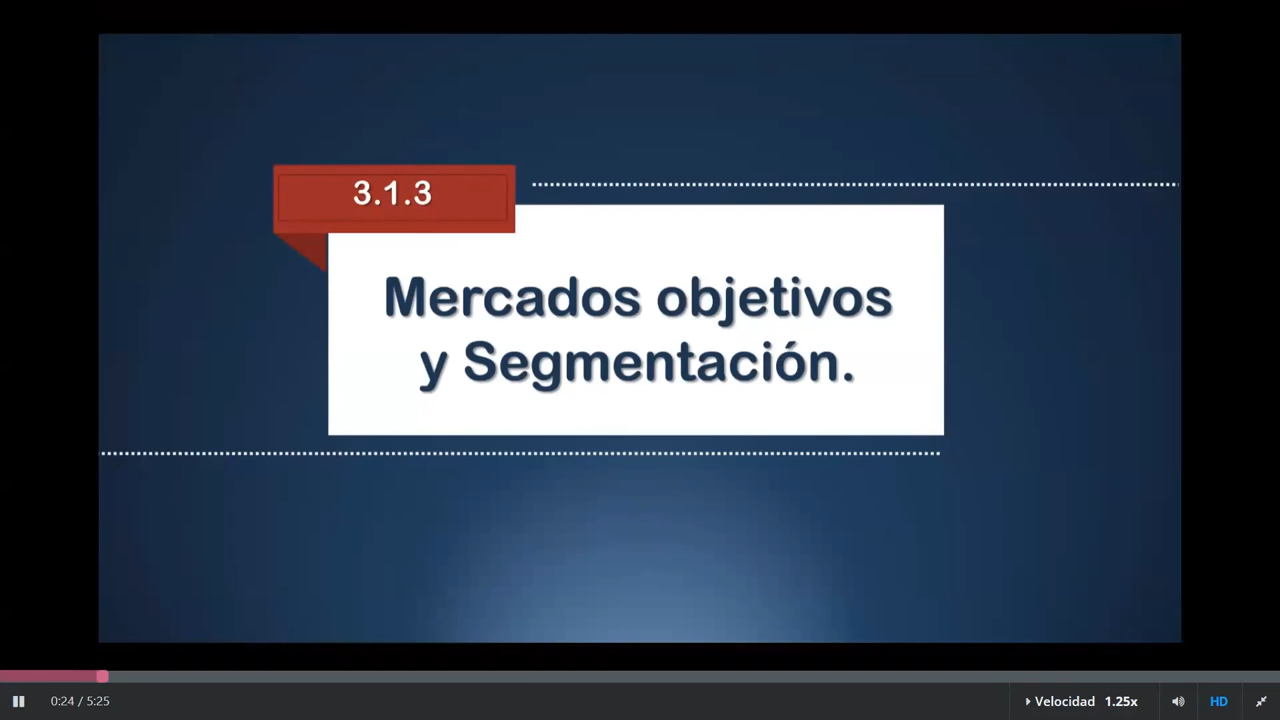 3.1.3
Mercados objetivos
y Segmentación.
0:24 / 5:25
Velocidad 1.25x
HD